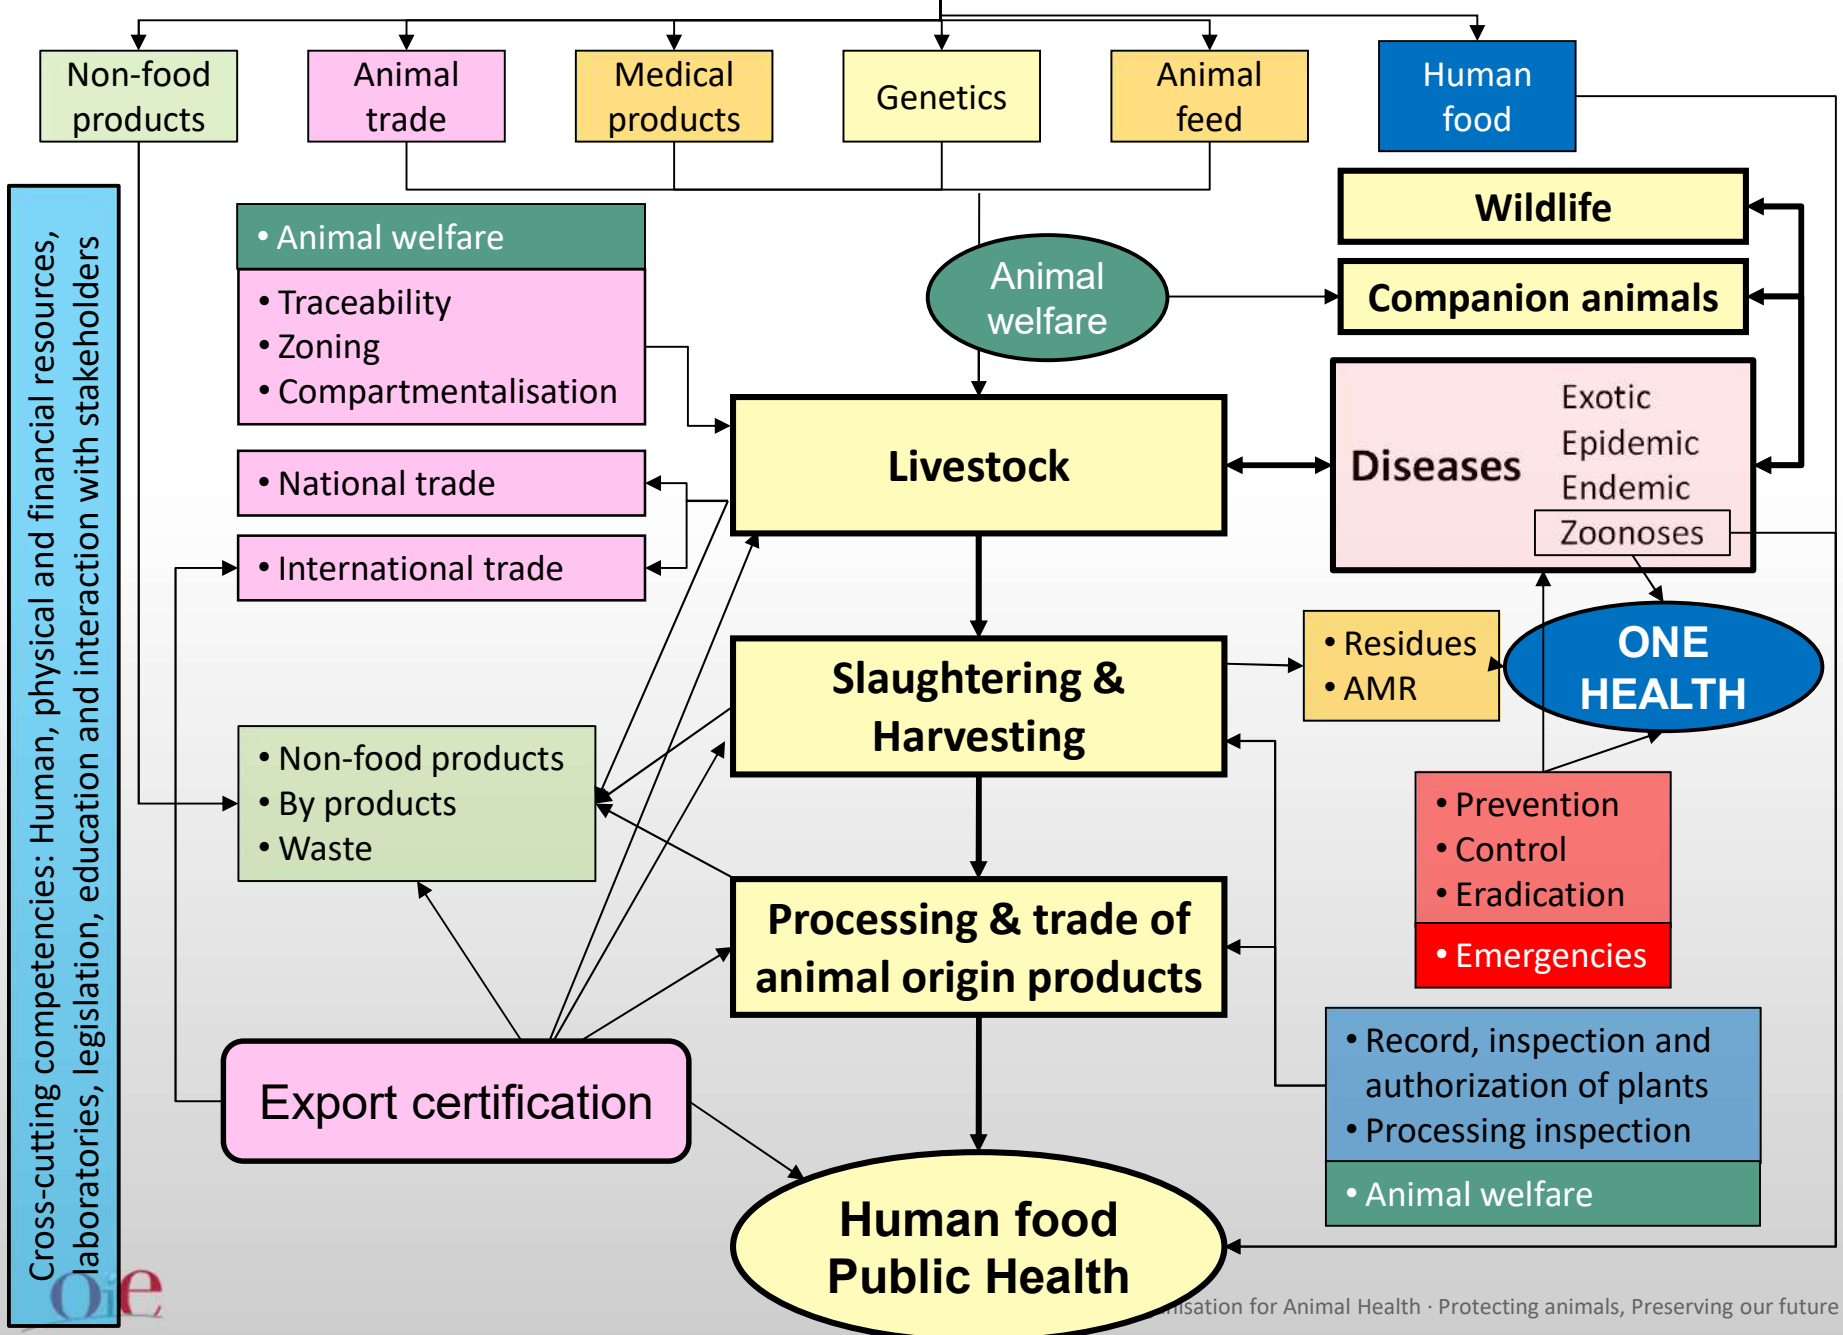 Non-food
products
Animal
trade
Medical
products
Genetics
Animal
feed
Human
food
Cross-cutting competencies: Human, physical and financial resources,
laboratories, legislation, education and interaction with stakeholders
• Animal welfare
• Traceability
• Zoning
• Compartmentalisation
• National trade
• International trade
Animal
welfare
Wildlife
Companion animals
Livestock
Diseases
Exotic
Epidemic
Endemic
Zoonoses
Slaughtering &
Harvesting
• Residues
• AMR
ONE
HEALTH
• Non-food products
• By products
• Waste
• Prevention
• Control
• Eradication
• Emergencies
Processing & trade of
animal origin products
• Record, inspection and
authorization of plants
• Processing inspection
• Animal welfare
Export certification
Human food
Public Health
Oie
for Animal Health · Protecting animals, Preserving our future